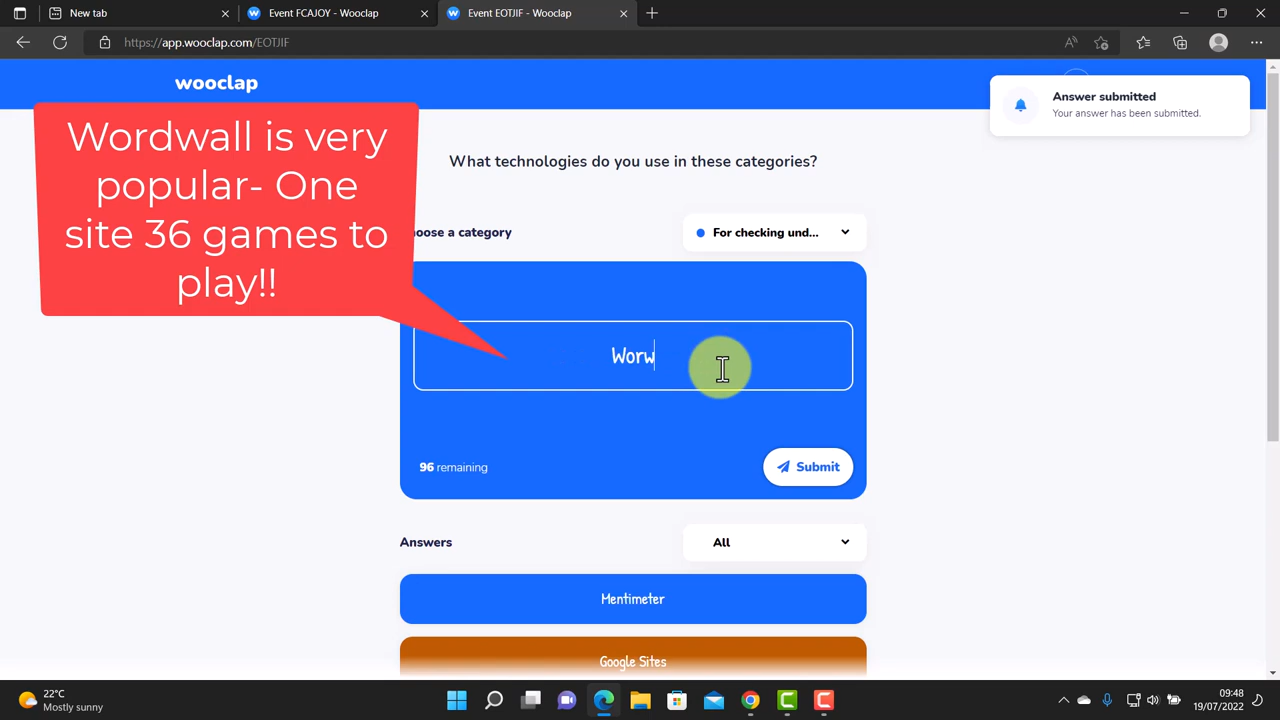 New tab
Event FCAJOY - Wooclap
Event EOTJIF - Wooclap
https://app.wooclap.com/EOTJIF
wooclap
Answer submitted
Your answer has been submitted.
Wordwall is very
popular- One
site 36 games to
play!!
What technologies do you use in these categories?
oose a category
For checking und...
Worw
96 remaining
Submit
Answers
All
Mentimeter
Google Sites
22°C
Mostly sunny
09:48
19/07/2022